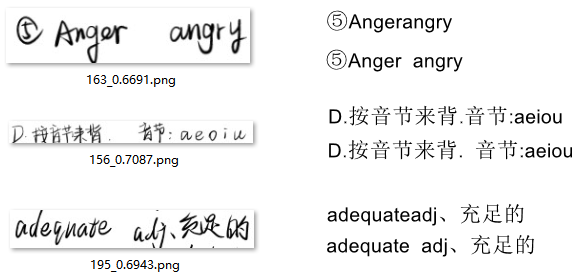 ⑤ Anger angry
163_0.6691.png
⑤Angerangry
⑤Anger angry
D.按音节来背. 音节:aeoiu
156_0.7087.png
D.按音节来背.音节:aeiou
D.按音节来背. 音节:aeiou
adequate adj、充足的
195_0.6943.png
adequateadj、充足的
adequate adj、充足的